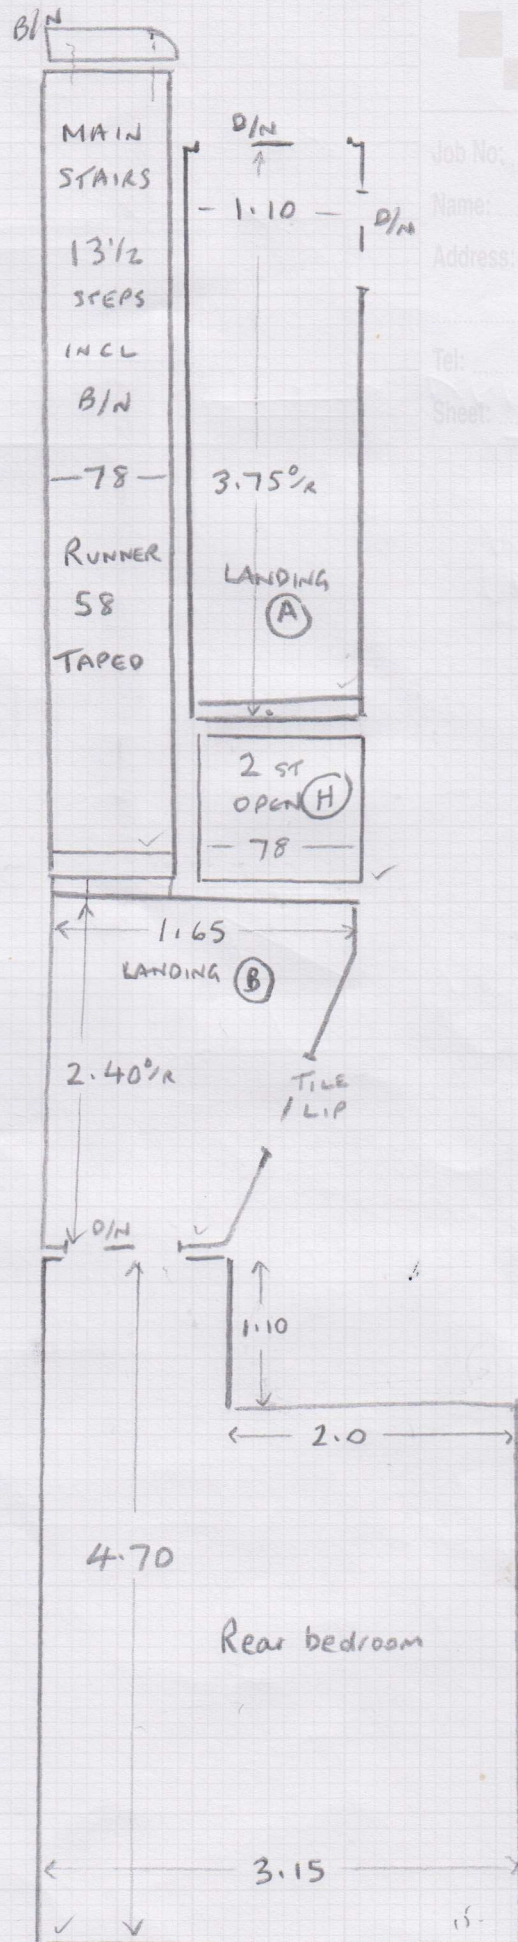 B/N
MAIN
STAIRS
13 1/2
STEPS
INCL
B/N
78
RUNNER
58
TAPED
D/N
1.10
D/N
3.75 o/R
LANDING
A
2 ST
OPEN H
78
Job No:
Name:
Address:
Tel:
Sheet:
1.65
LANDING B
2.40 o/R
TILE
/ LIP
D/N
1.10
2.0
4.70
Rear bedroom
3.15